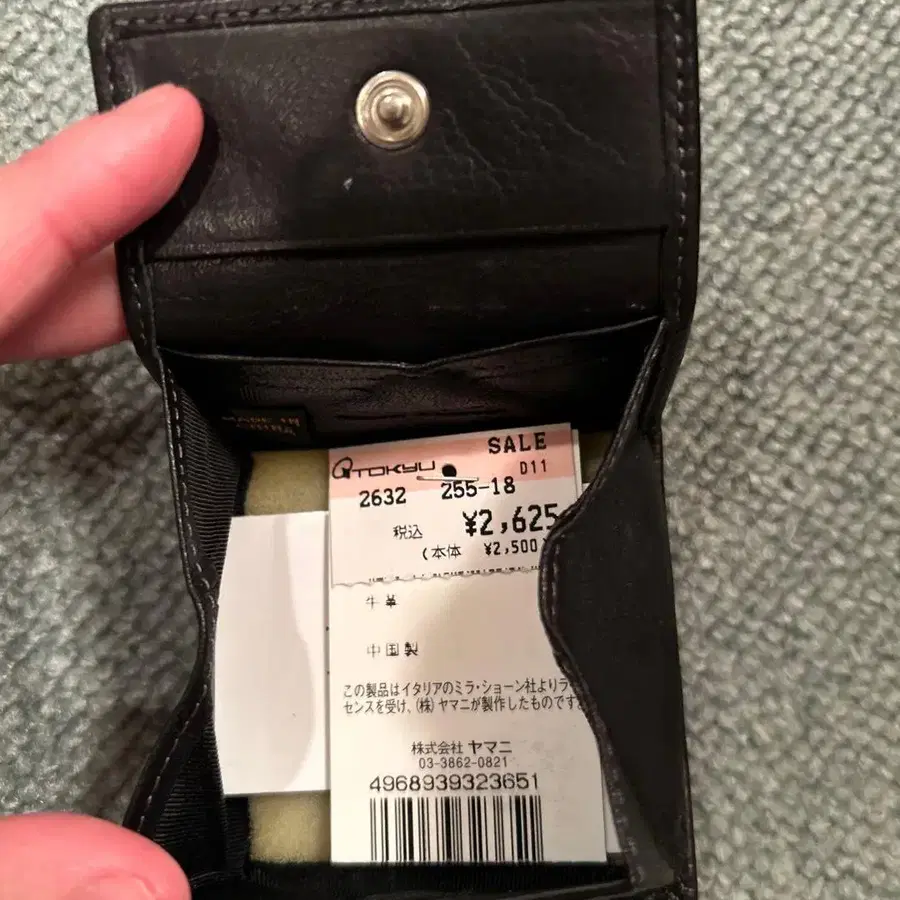 MADE IN
CHINA
SALE
TOKYU
D11
2632 255-18
税込 ¥2,625
(本体 ¥2,500)
牛革
中国製
この製品はイタリアのミラ・ショーン社よりラ
センスを受け、(株)ヤマニが製作したものです
株式会社 ヤマニ
03-3862-0821
4968939323651